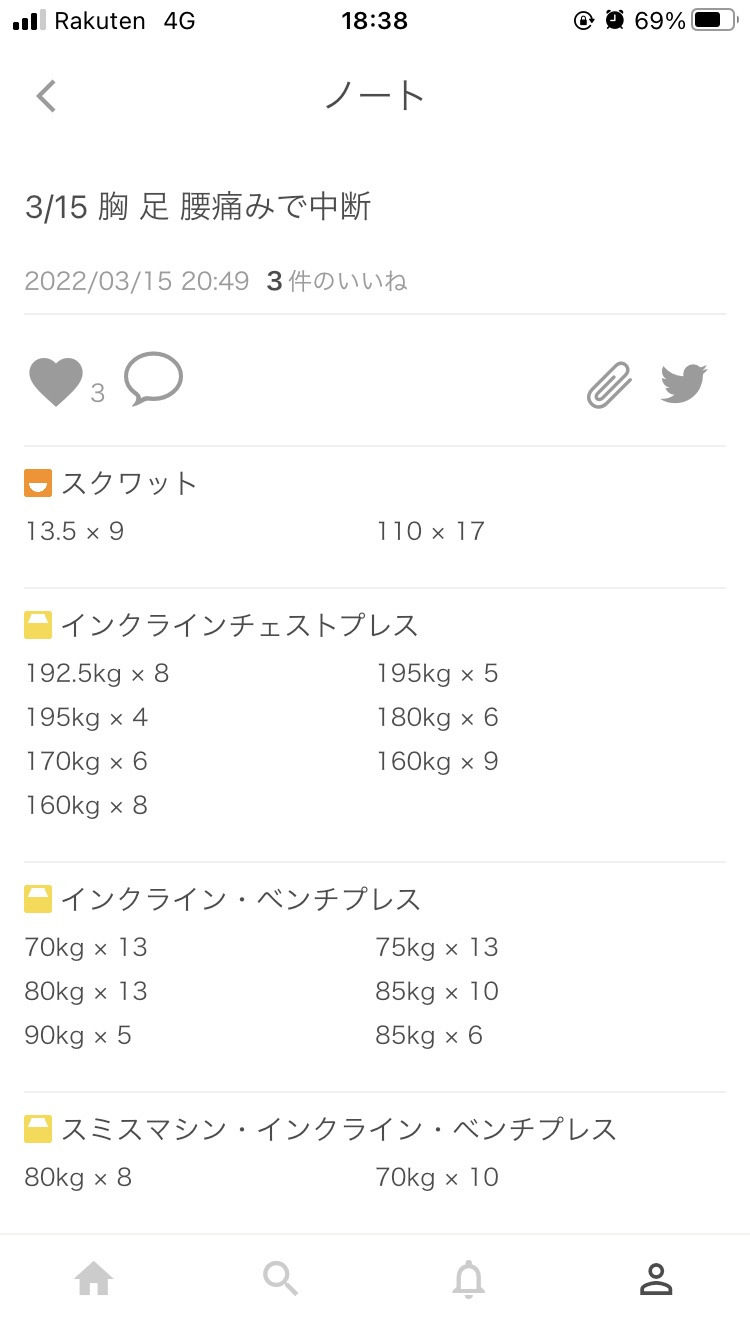 Rakuten 4G 18:38 69%
ノート
3/15 胸 足 腰痛みで中断
2022/03/15 20:49 3 件のいいね
3
スクワット
13.5 × 9 110 × 17
インクラインチェストプレス
192.5kg × 8 195kg × 5
195kg × 4 180kg × 6
170kg × 6 160kg × 9
160kg × 8
インクライン・ベンチプレス
70kg × 13 75kg × 13
80kg × 13 85kg × 10
90kg × 5 85kg × 6
スミスマシン・インクライン・ベンチプレス
80kg × 8 70kg × 10